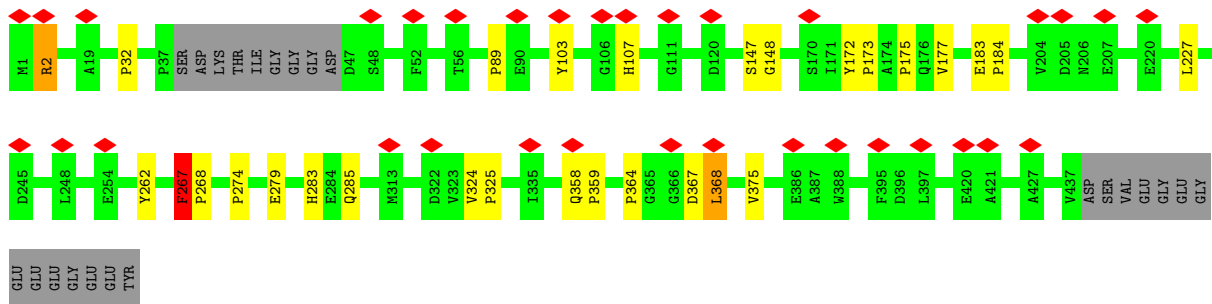 M1 R2 A19 P32 P37 SER ASP LYS THR ILE GLY GLY GLY ASP D47 S48 F52 T56 P89 E90 Y103 G106 H107 G111 D120 S147 G148 S170 I171 Y172 P173 A174 P175 Q176 V177 E183 P184 V204 D205 N206 E207 E220 L227
D245 L248 E254 Y262 F267 P268 P274 E279 H283 E284 Q285 M313 D322 V323 V324 P325 I335 Q358 P359 P364 G365 G366 D367 L368 V375 E386 A387 W388 F395 D396 L397 E420 A421 A427 V437 ASP SER VAL GLU GLY GLU GLY
GLU GLU GLU GLY GLU GLU TYR